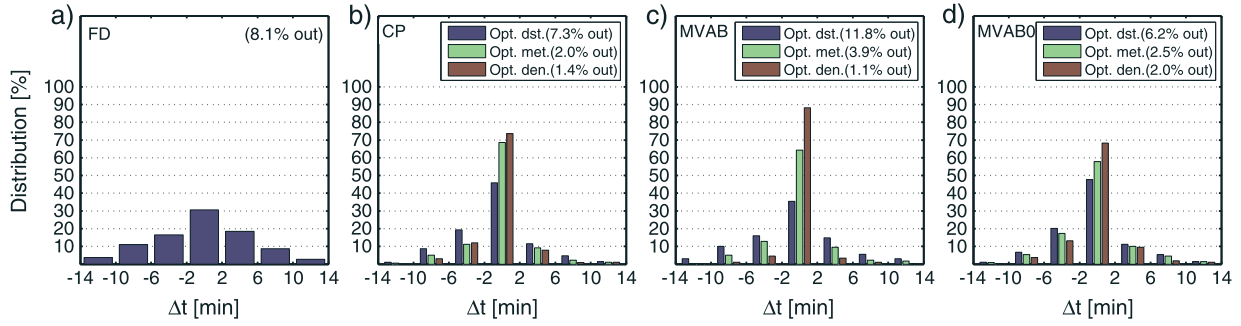 a)
FD
(8.1% out)
Distribution [%]
100
90
80
70
60
50
40
30
20
10
-14 -10 -6 -2 2 6 10 14
Δt [min]
b)
CP
Opt. dst.(7.3% out)
Opt. met.(2.0% out)
Opt. den.(1.4% out)
100
90
80
70
60
50
40
30
20
10
-14 -10 -6 -2 2 6 10 14
Δt [min]
c)
MVAB
Opt. dst.(11.8% out)
Opt. met.(3.9% out)
Opt. den.(1.1% out)
100
90
80
70
60
50
40
30
20
10
-14 -10 -6 -2 2 6 10 14
Δt [min]
d)
MVAB0
Opt. dst.(6.2% out)
Opt. met.(2.5% out)
Opt. den.(2.0% out)
100
90
80
70
60
50
40
30
20
10
-14 -10 -6 -2 2 6 10 14
Δt [min]